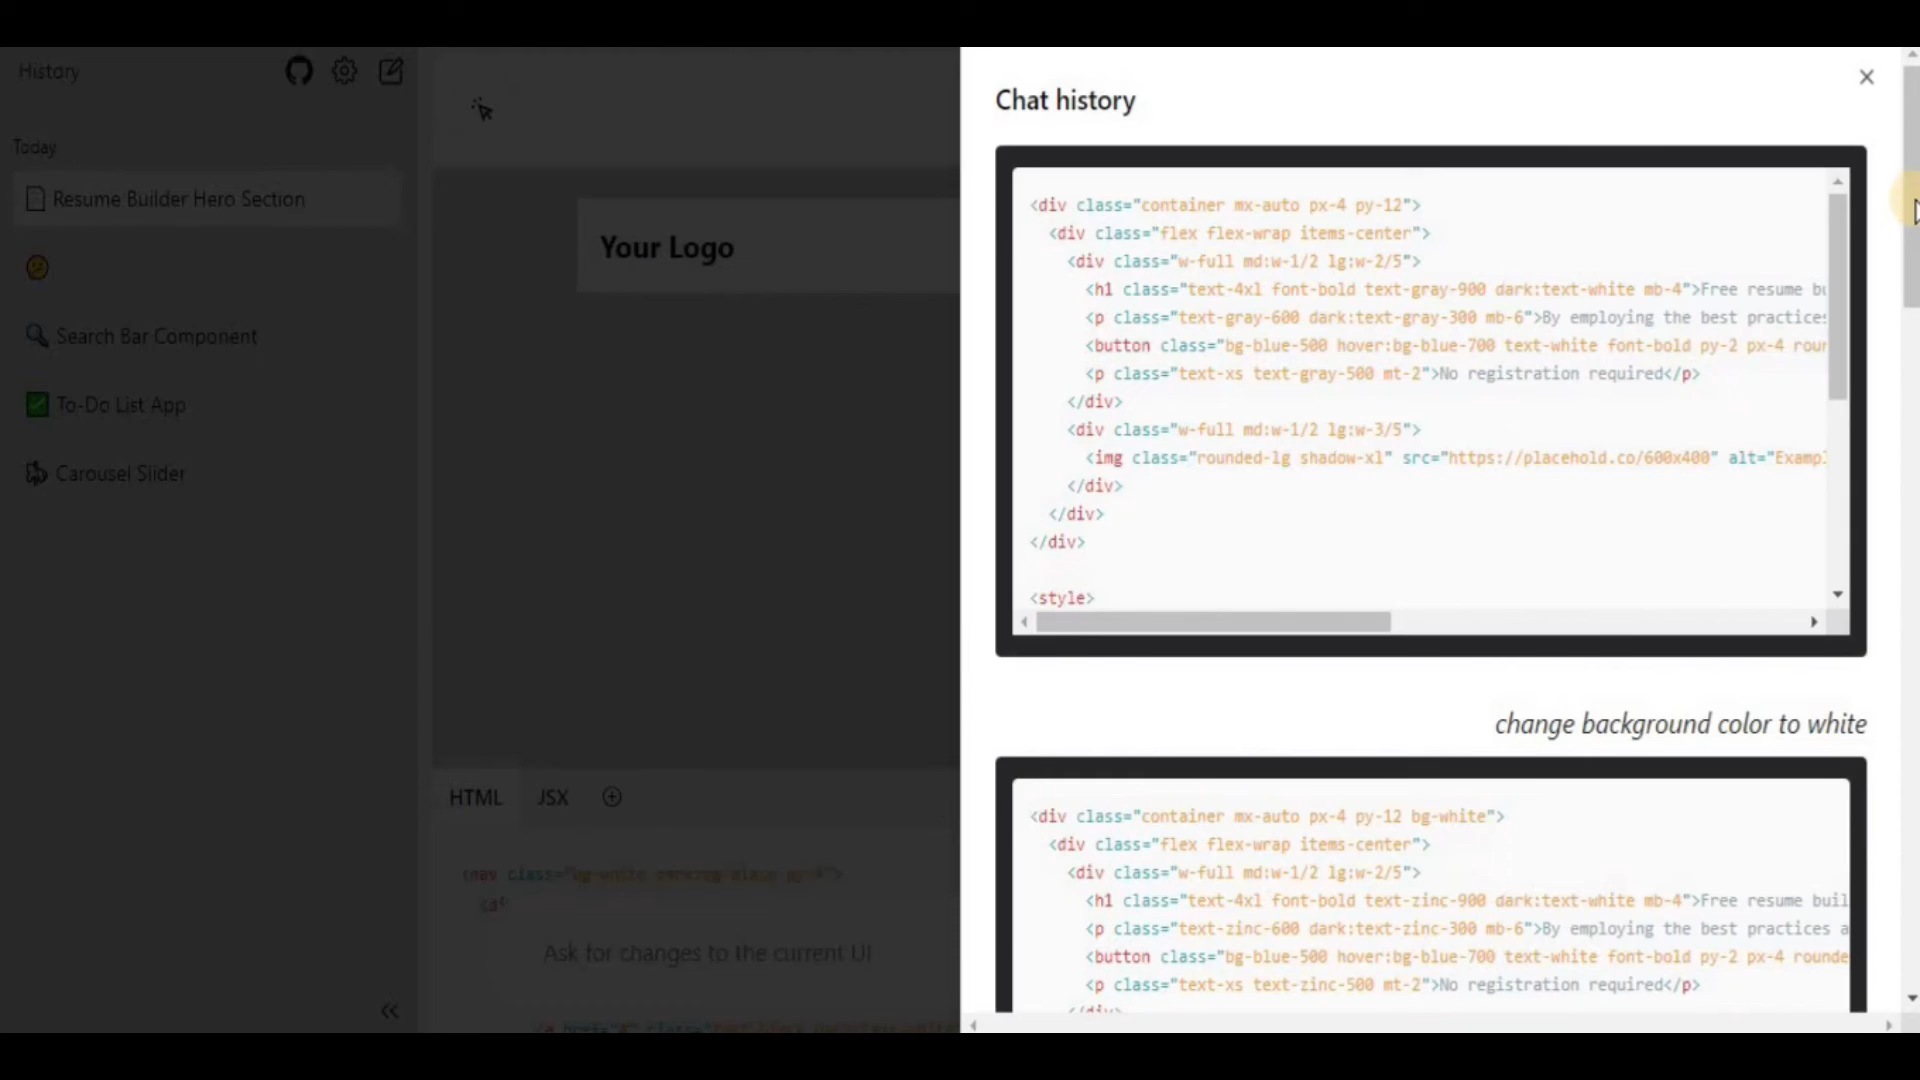 History
Today
Resume Builder Hero Section
Search Bar Component
To-Do List App
Carousel Slider
Your Logo
HTML JSX
<nav class="bg-white
Ask for changes to the current UI
Chat history
<div class="container mx-auto px-4 py-12">
<div class="flex flex-wrap items-center">
<div class="w-full md:w-1/2 lg:w-2/5">
<h1 class="text-4xl font-bold text-gray-900 dark:text-white mb-4">Free resume bu
<p class="text-gray-600 dark:text-gray-300 mb-6">By employing the best practices
<button class="bg-blue-500 hover:bg-blue-700 text-white font-bold py-2 px-4 roun
<p class="text-xs text-gray-500 mt-2">No registration required</p>
</div>
<div class="w-full md:w-1/2 lg:w-3/5">
<img class="rounded-lg shadow-xl" src="https://placehold.co/600x400" alt="Exampl
</div>
</div>
</div>
<style>
change background color to white
<div class="container mx-auto px-4 py-12 bg-white">
<div class="flex flex-wrap items-center">
<div class="w-full md:w-1/2 lg:w-2/5">
<h1 class="text-4xl font-bold text-zinc-900 dark:text-white mb-4">Free resume buil
<p class="text-zinc-600 dark:text-zinc-300 mb-6">By employing the best practices a
<button class="bg-blue-500 hover:bg-blue-700 text-white font-bold py-2 px-4 rounde
<p class="text-xs text-zinc-500 mt-2">No registration required</p>
</div>